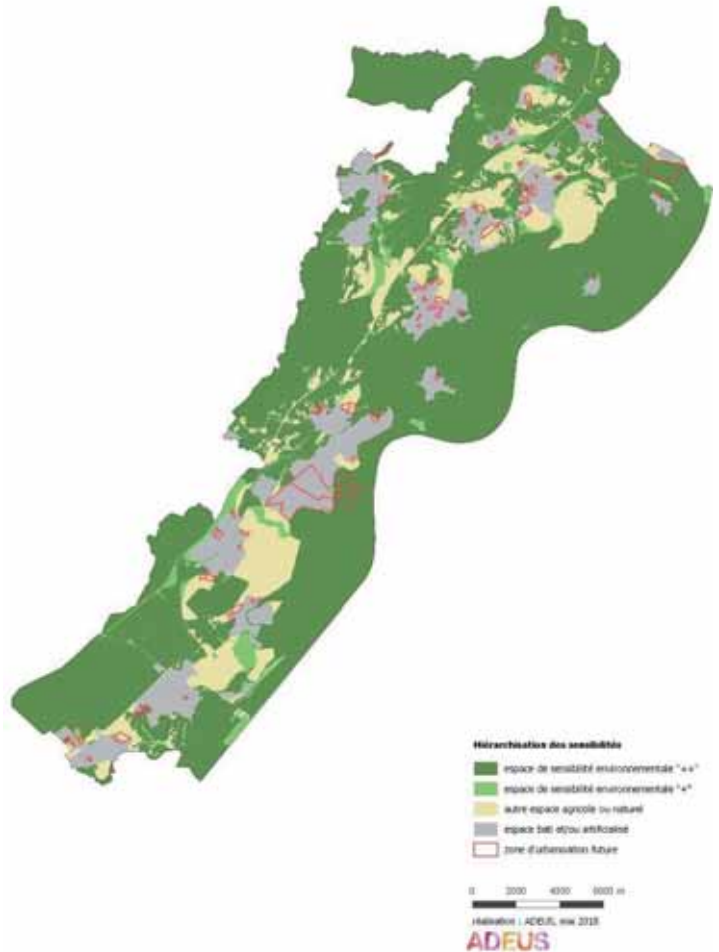 Hiérarchisation des sensibilités
espace de sensibilité environnementale "++"
espace de sensibilité environnementale "+"
autre espace agricole ou naturel
espace bati et/ou artificialisé
zone d'urbanisation future
0 2000 4000 6000 m
réalisation : ADEUS, mai 2018
ADEUS